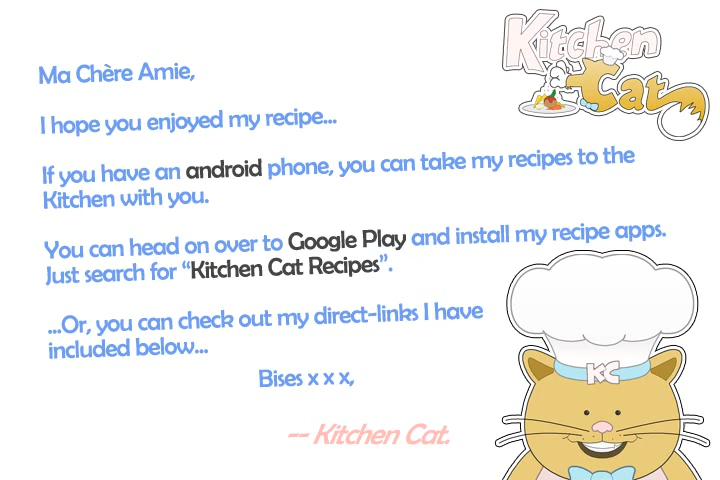 Kitchen
Cat
Ma Chère Amie,
I hope you enjoyed my recipe...
If you have an android phone, you can take my recipes to the
Kitchen with you.
You can head on over to Google Play and install my recipe apps.
Just search for “Kitchen Cat Recipes”.
...Or, you can check out my direct-links I have
included below...
Bises x x x,
-- Kitchen Cat.
KC